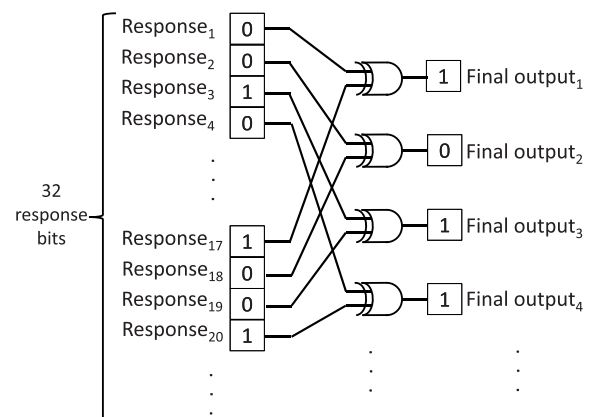 Response1 0
Response2 0
Response3 1
Response4 0
32
response
bits
Response17 1
Response18 0
Response19 0
Response20 1
1 Final output1
0 Final output2
1 Final output3
1 Final output4